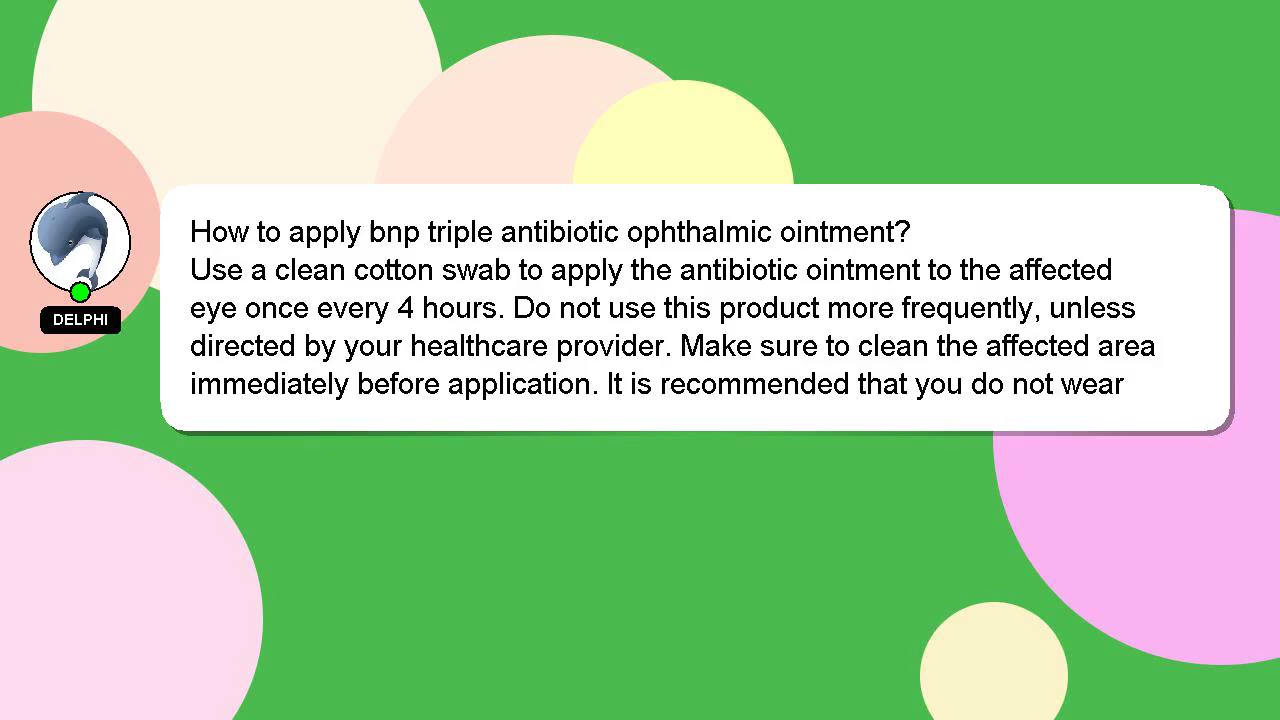 How to apply bnp triple antibiotic ophthalmic ointment?
Use a clean cotton swab to apply the antibiotic ointment to the affected
eye once every 4 hours. Do not use this product more frequently, unless
directed by your healthcare provider. Make sure to clean the affected area
immediately before application. It is recommended that you do not wear
DELPHI